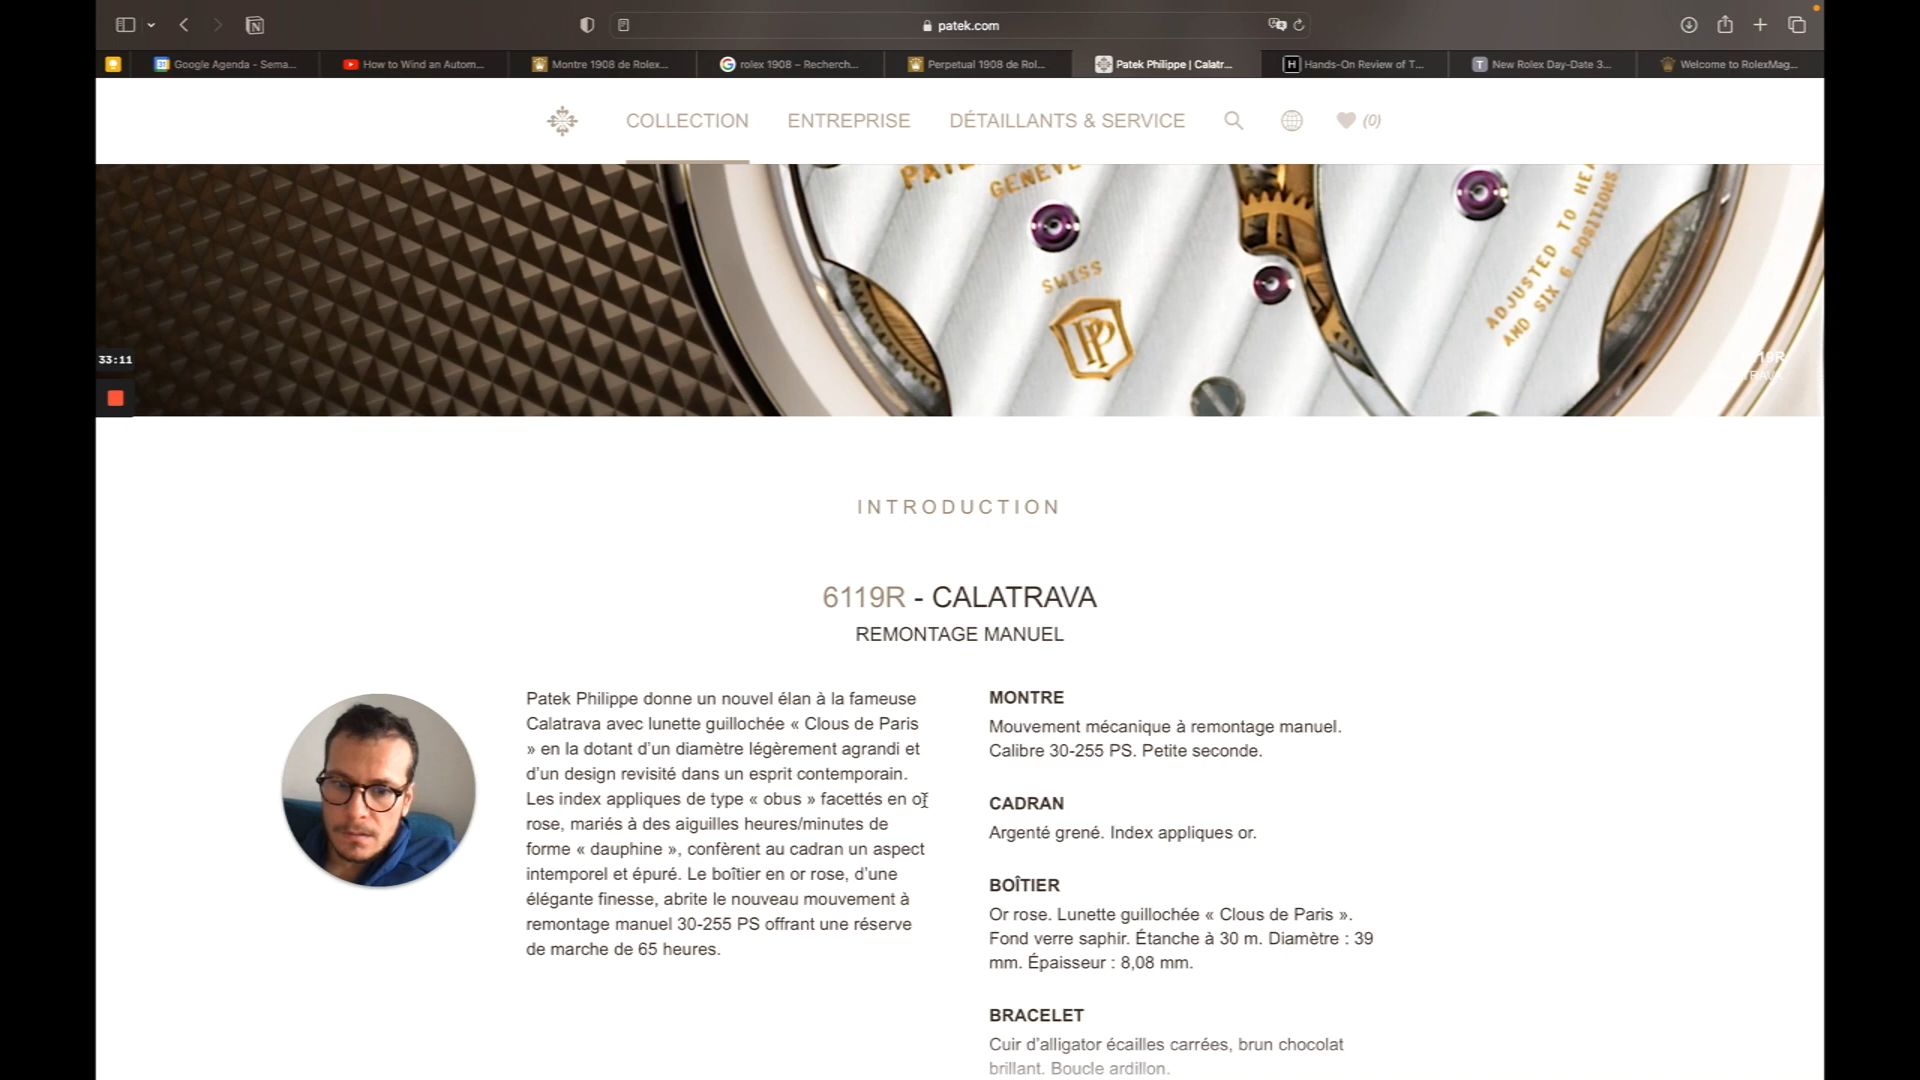 patek.com
Google Agenda - Sema...
How to Wind an Autom...
Montre 1908 de Rolex...
rolex 1908 – Recherch...
Perpetual 1908 de Rol...
Patek Philippe | Calatr...
Hands-On Review of T...
New Rolex Day-Date 3...
Welcome to RolexMag...
COLLECTION
ENTREPRISE
DÉTAILLANTS & SERVICE
(0)
GENEVE
SWISS
ADJUSTED TO HEA
AND SIX 6 POSITIONS
33:11
INTRODUCTION
6119R - CALATRAVA
REMONTAGE MANUEL
Patek Philippe donne un nouvel élan à la fameuse
Calatrava avec lunette guillochée « Clous de Paris
» en la dotant d'un diamètre légèrement agrandi et
d'un design revisité dans un esprit contemporain.
Les index appliques de type « obus » facettés en or
rose, mariés à des aiguilles heures/minutes de
forme « dauphine », confèrent au cadran un aspect
intemporel et épuré. Le boîtier en or rose, d'une
élégante finesse, abrite le nouveau mouvement à
remontage manuel 30-255 PS offrant une réserve
de marche de 65 heures.
MONTRE
Mouvement mécanique à remontage manuel.
Calibre 30-255 PS. Petite seconde.
CADRAN
Argenté grené. Index appliques or.
BOÎTIER
Or rose. Lunette guillochée « Clous de Paris ».
Fond verre saphir. Étanche à 30 m. Diamètre : 39
mm. Épaisseur : 8,08 mm.
BRACELET
Cuir d'alligator écailles carrées, brun chocolat
brillant. Boucle ardillon.